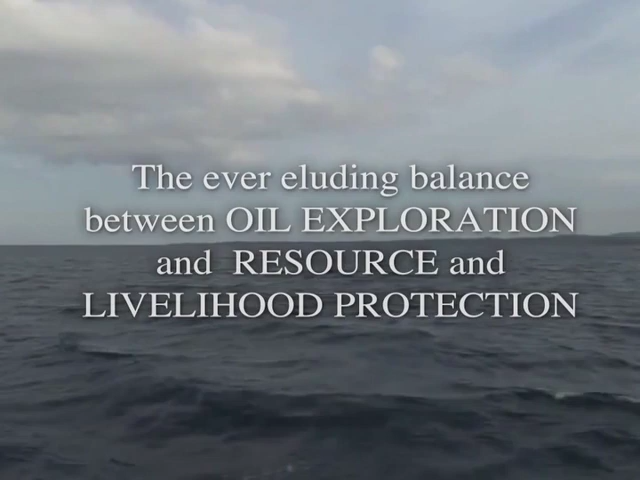 The ever eluding balance
between OIL EXPLORATION
and RESOURCE and
LIVELIHOOD PROTECTION